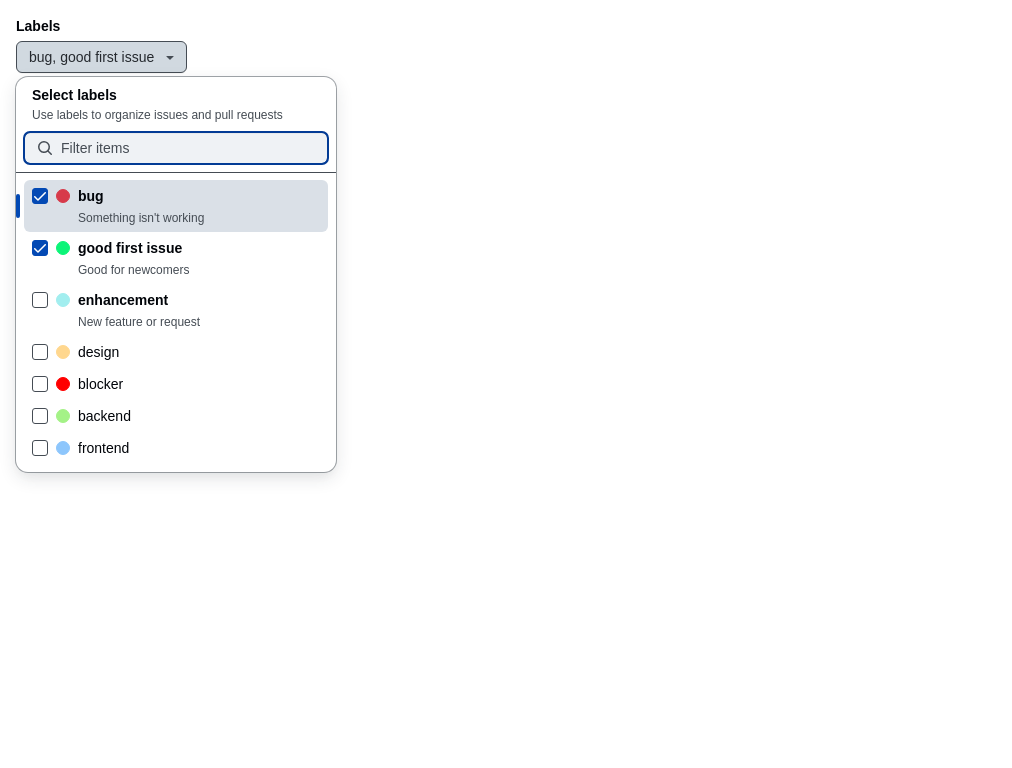 Labels
bug, good first issue
Select labels
Use labels to organize issues and pull requests
Filter items
bug
Something isn't working
good first issue
Good for newcomers
enhancement
New feature or request
design
blocker
backend
frontend